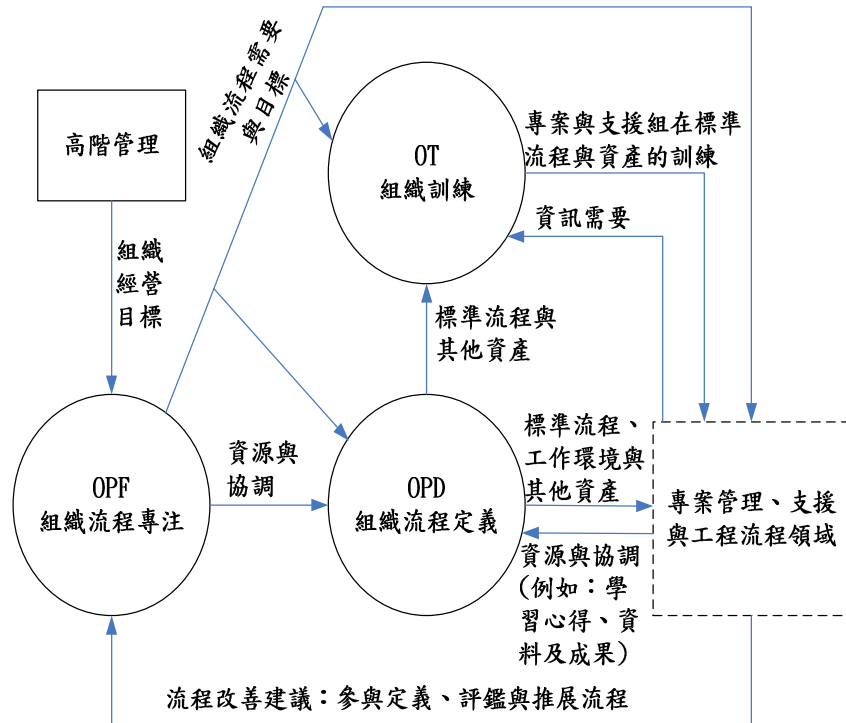 組織流程需要
與目標
高階管理
OT
組織訓練
專案與支援組在標準
流程與資產的訓練
資訊需要
組織
經營
目標
標準流程與
其他資產
OPF
組織流程專注
資源與
協調
OPD
組織流程定義
標準流程、
工作環境與
其他資產
專案管理、支援
與工程流程領域
資源與協調
(例如：學
習心得、資
料及成果)
流程改善建議：參與定義、評鑑與推展流程